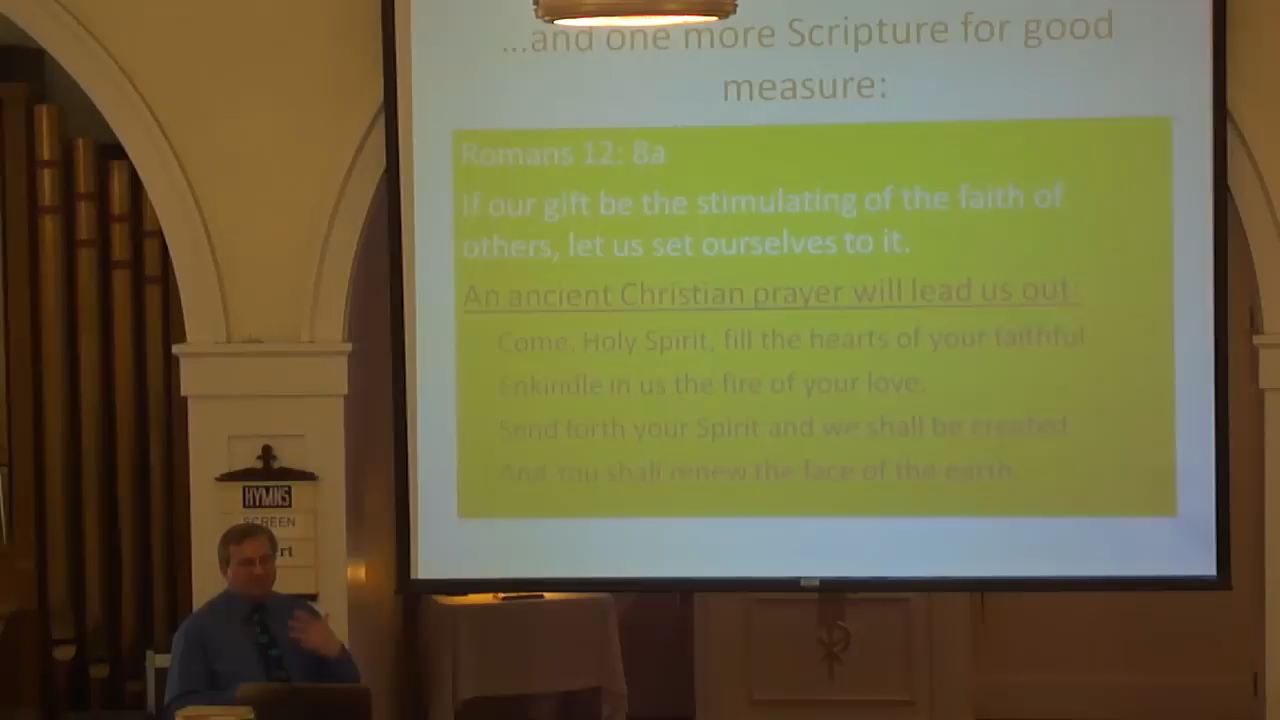 ...and one more Scripture for good
measure:
Romans 12: 8a
If our gift be the stimulating of the faith of
others, let us set ourselves to it.
An ancient Christian prayer will lead us out:
Come, Holy Spirit, fill the hearts of your faithful
Enkindle in us the fire of your love.
Send forth your Spirit and we shall be created
And you shall renew the face of the earth
HYMNS
SCREEN
rt